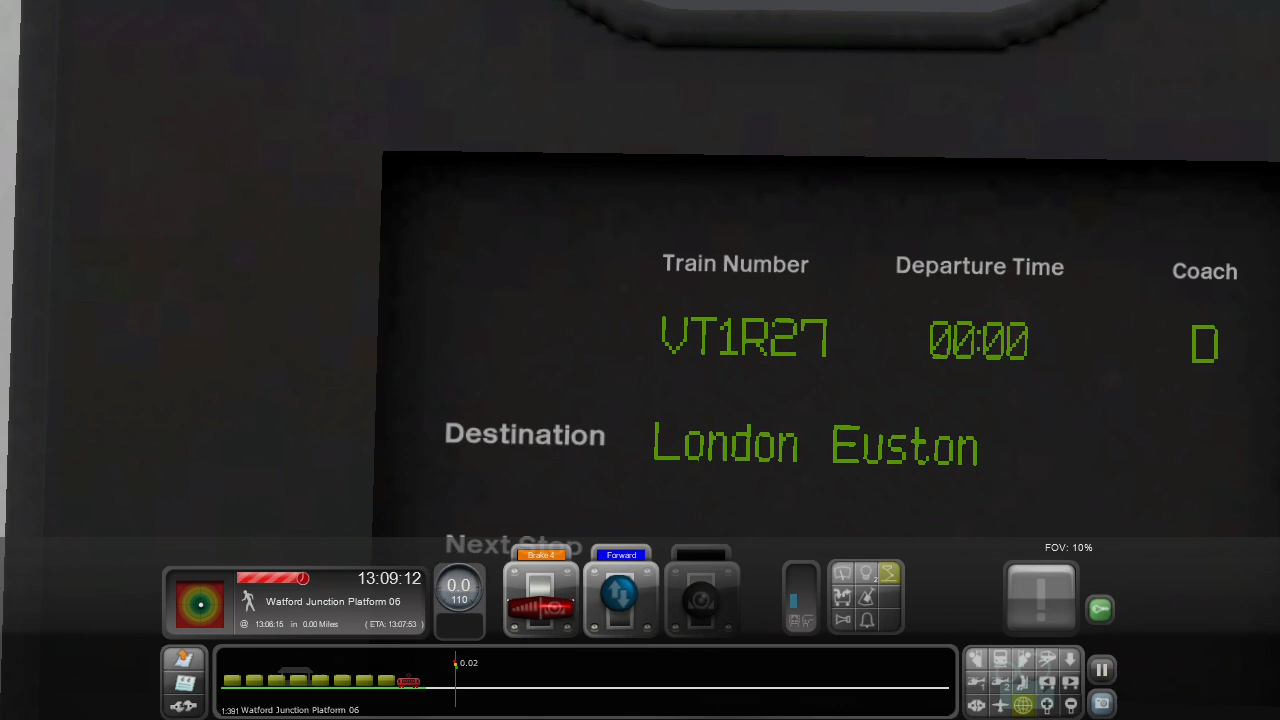 Train Number Departure Time Coach
VT1R27 00:00 D
Destination London Euston
Next Stop
FOV: 10%
Brake 4 Forward
13:09:12
0.0
110
Watford Junction Platform 06
@ 13:06:15 in 0.00 Miles ( ETA: 13:07:53 )
0.02
1:391 Watford Junction Platform 06